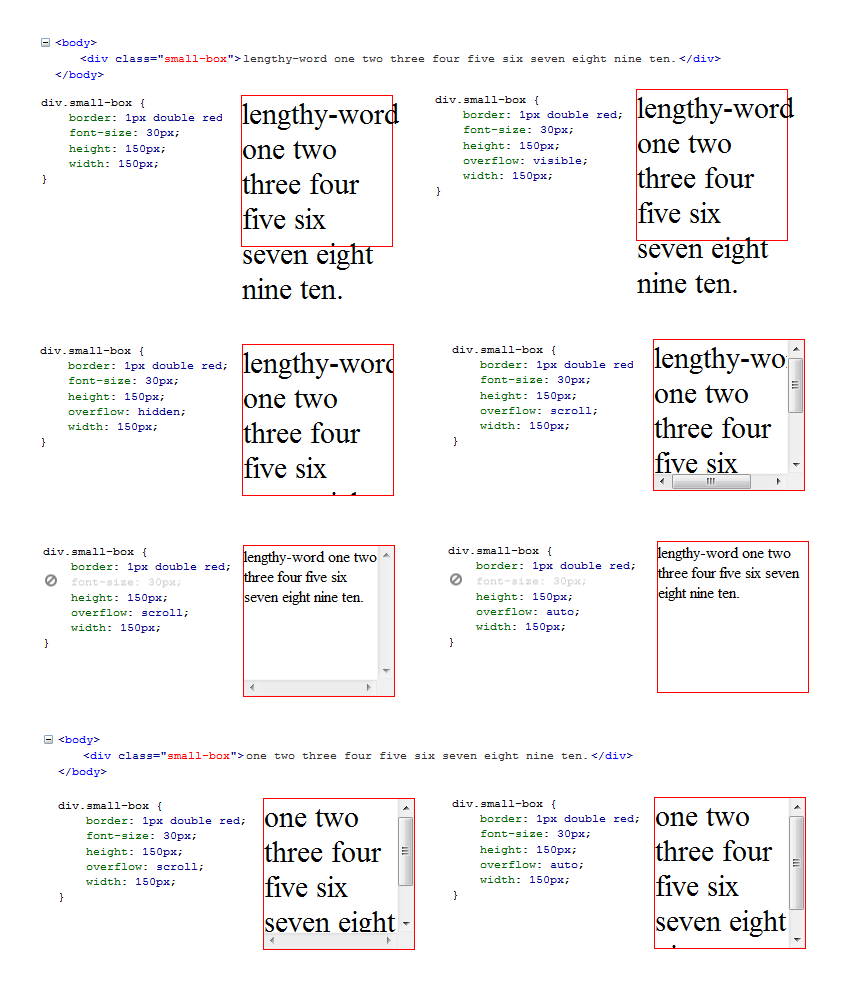 <body>
<div class="small-box">lengthy-word one two three four five six seven eight nine ten.</div>
</body>
div.small-box {
border: 1px double red
font-size: 30px;
height: 150px;
width: 150px;
}
lengthy-word
one two
three four
five six
seven eight
nine ten.
div.small-box {
border: 1px double red;
font-size: 30px;
height: 150px;
overflow: visible;
width: 150px;
}
lengthy-word
one two
three four
five six
seven eight
nine ten.
div.small-box {
border: 1px double red;
font-size: 30px;
height: 150px;
overflow: hidden;
width: 150px;
}
lengthy-word
one two
three four
five six
div.small-box {
border: 1px double red
font-size: 30px;
height: 150px;
overflow: scroll;
width: 150px;
}
lengthy-wo
one two
three four
five six
div.small-box {
border: 1px double red;
font-size: 30px;
height: 150px;
overflow: scroll;
width: 150px;
}
lengthy-word one two
three four five six
seven eight nine ten.
div.small-box {
border: 1px double red;
font-size: 30px;
height: 150px;
overflow: auto;
width: 150px;
}
lengthy-word one two
three four five six seven
eight nine ten.
<body>
<div class="small-box">one two three four five six seven eight nine ten.</div>
</body>
div.small-box {
border: 1px double red;
font-size: 30px;
height: 150px;
overflow: scroll;
width: 150px;
}
one two
three four
five six
seven eight
div.small-box {
border: 1px double red;
font-size: 30px;
height: 150px;
overflow: auto;
width: 150px;
}
one two
three four
five six
seven eight